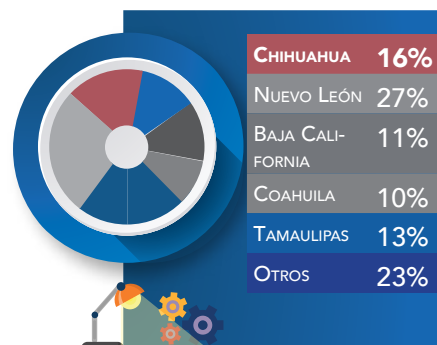 CHIHUAHUA 16%
NUEVO LEÓN 27%
BAJA CALI- 11%
FORNIA
COAHUILA 10%
TAMAULIPAS 13%
OTROS 23%